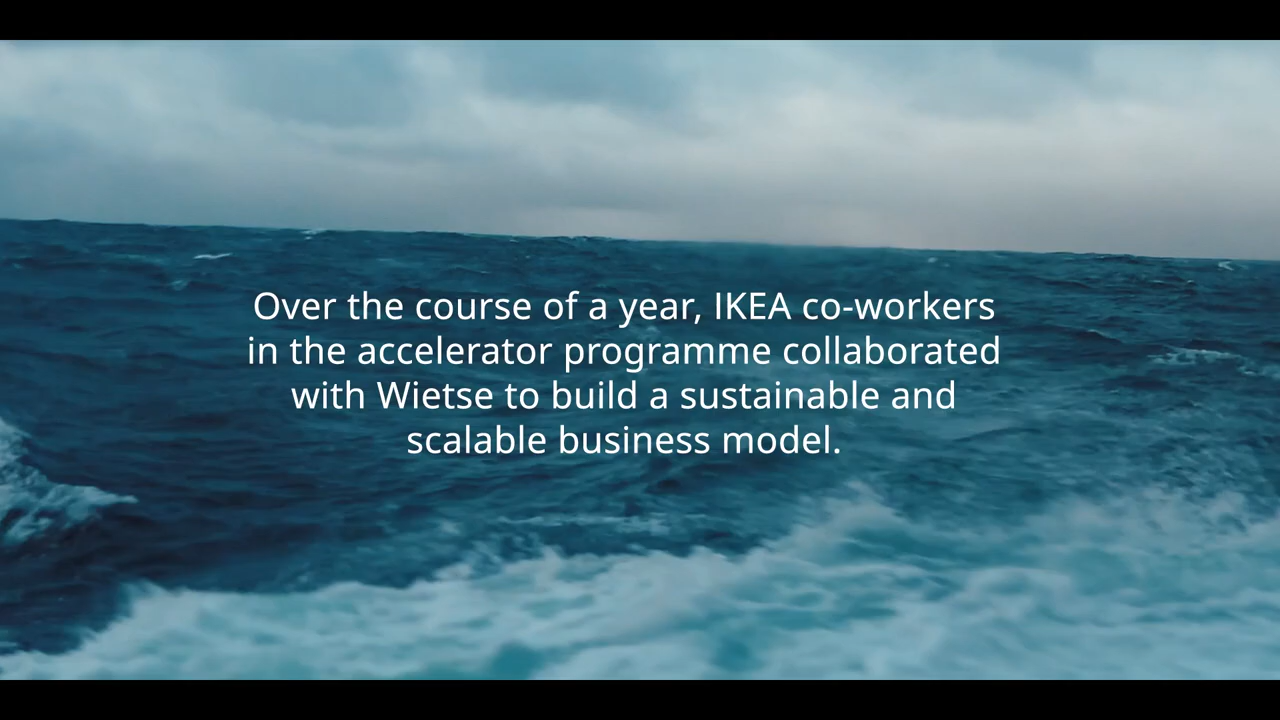 Over the course of a year, IKEA co-workers
in the accelerator programme collaborated
with Wietse to build a sustainable and
scalable business model.